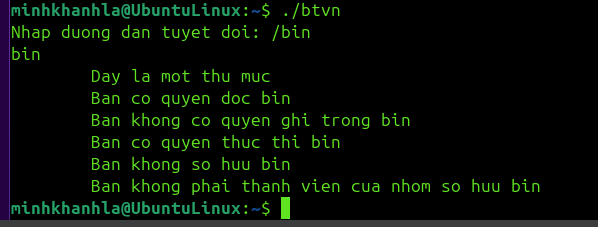 minhkhanhla@UbuntuLinux:~$ ./btvn
Nhap duong dan tuyet doi: /bin
bin
Day la mot thu muc
Ban co quyen doc bin
Ban khong co quyen ghi trong bin
Ban co quyen thuc thi bin
Ban khong so huu bin
Ban khong phai thanh vien cua nhom so huu bin
minhkhanhla@UbuntuLinux:~$